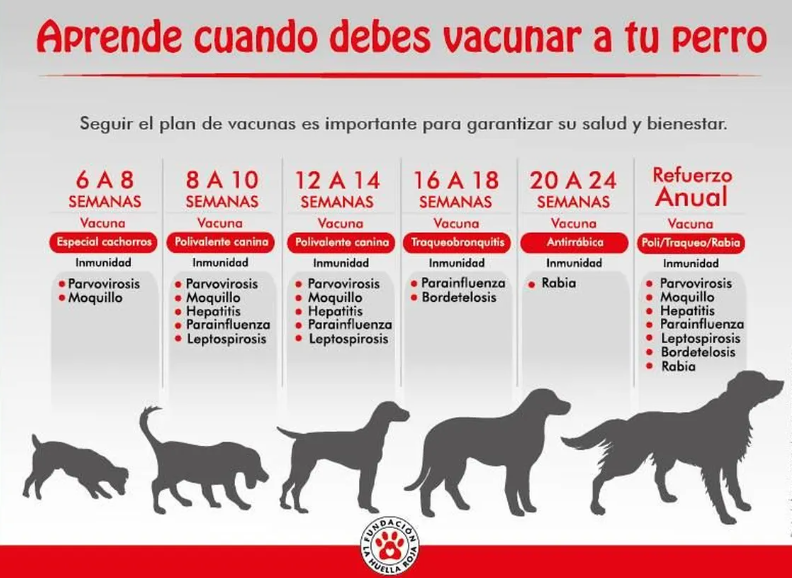 Aprende cuando debes vacunar a tu perro
Seguir el plan de vacunas es importante para garantizar su salud y bienestar.
6 A 8
SEMANAS
Vacuna
Especial cachorros
Inmunidad
Parvovirosis
Moquillo
8 A 10
SEMANAS
Vacuna
Polivalente canina
Inmunidad
Parvovirosis
Moquillo
Hepatitis
Parainfluenza
Leptospirosis
12 A 14
SEMANAS
Vacuna
Polivalente canina
Inmunidad
Parvovirosis
Moquillo
Hepatitis
Parainfluenza
Leptospirosis
16 A 18
SEMANAS
Vacuna
Traqueobronquitis
Inmunidad
Parainfluenza
Bordetelosis
20 A 24
SEMANAS
Vacuna
Antirrábica
Inmunidad
Rabia
Refuerzo
Anual
Vacuna
Poli/Traqueo/Rabia
Inmunidad
Parvovirosis
Moquillo
Hepatitis
Parainfluenza
Leptospirosis
Bordetelosis
Rabia
FUNDACIÓN
LA HUELLA ROJA